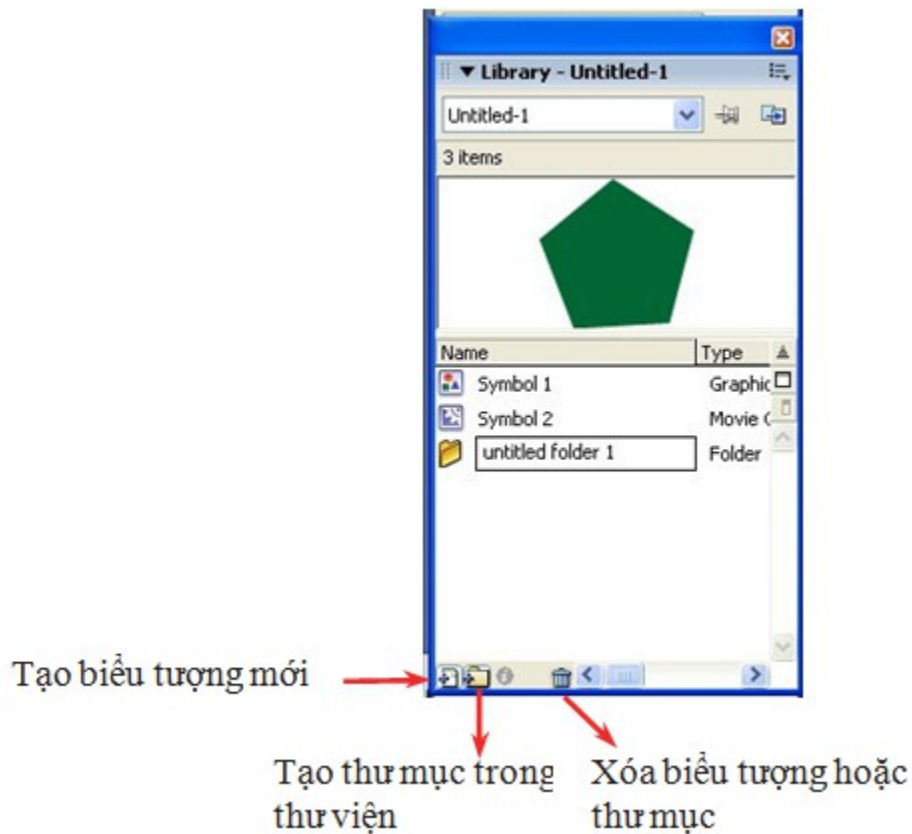 Library - Untitled-1
Untitled-1
3 items
Name Type
Symbol 1 Graphic
Symbol 2 Movie
untitled folder 1 Folder
Tạo biểu tượng mới
Tạo thư mục trong
thư viện
Xóa biểu tượng hoặc
thư mục